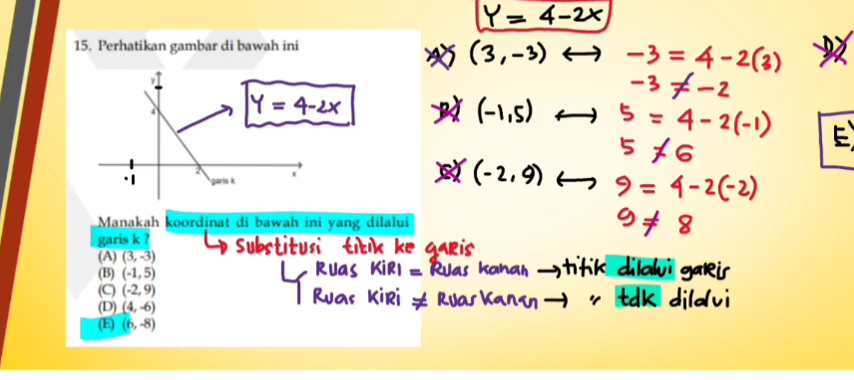 Y = 4-2x
15. Perhatikan gambar di bawah ini
y
4
Y = 4-2x
-1
2
x
garis k
Manakah koordinat di bawah ini yang dilalui
garis k ?
(A) (3, -3)
(B) (-1, 5)
(C) (-2, 9)
(D) (4, -6)
(E) (6, -8)
A) (3, -3) ↔ -3 = 4-2(3)
-3 ≠ -2
B) (-1,5) ↔ 5 = 4-2(-1)
5 ≠ 6
C) (-2,9) ↔ 9 = 4-2(-2)
9 ≠ 8
↳ Substitusi titik ke garis
Ruas Kiri = Ruas kanan → titik dilalui garis
Ruas Kiri ≠ Ruas Kanan → " tdk dilalui
D)
E)